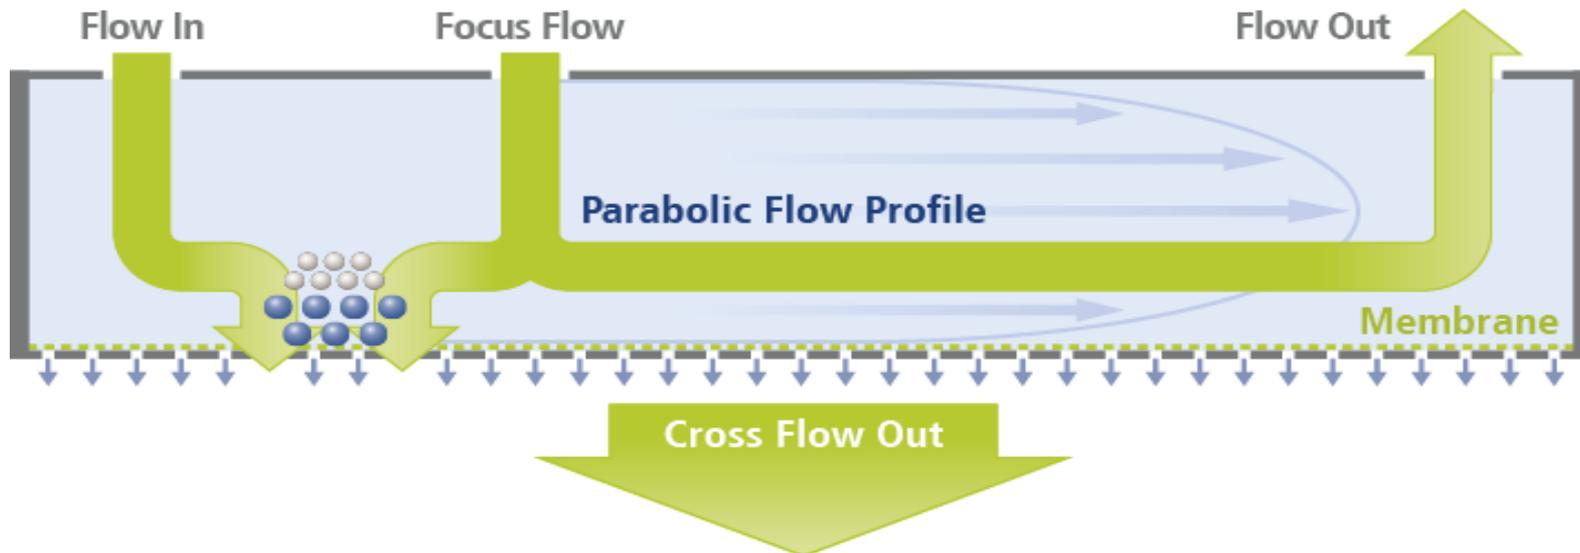 Flow In
Focus Flow
Flow Out
Parabolic Flow Profile
Membrane
Cross Flow Out